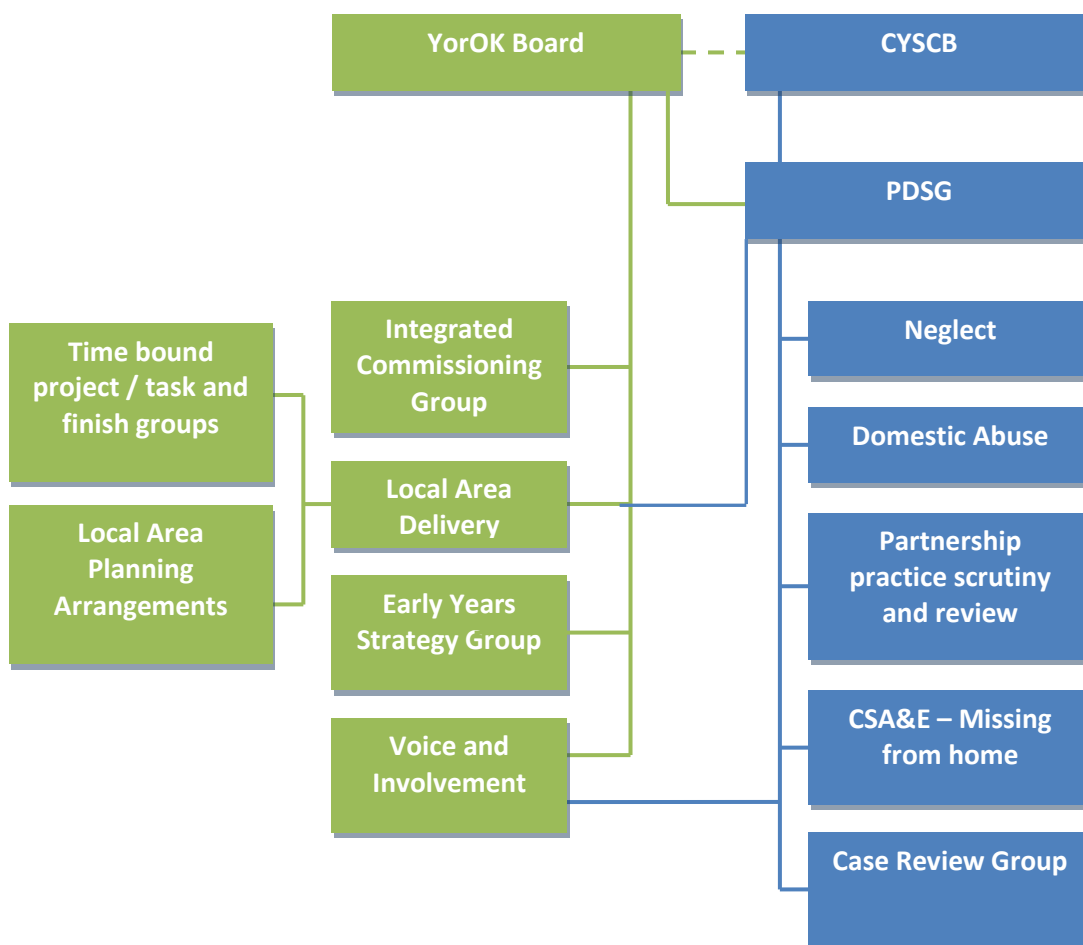 YorOK Board
CYSCB
PDSG
Integrated
Commissioning
Group
Neglect
Time bound
project / task and
finish groups
Domestic Abuse
Local Area
Delivery
Local Area
Planning
Arrangements
Partnership
practice scrutiny
and review
Early Years
Strategy Group
CSA&E – Missing
from home
Voice and
Involvement
Case Review Group